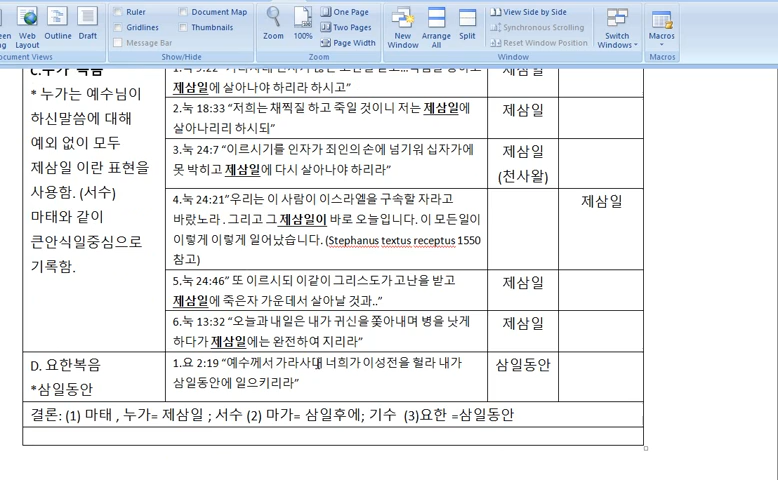 Web
Layout
Outline
Draft
Ruler
Document Map
Gridlines
Thumbnails
Message Bar
Zoom
100%
One Page
Two Pages
Page Width
New
Window
Arrange
All
Split
View Side by Side
Synchronous Scrolling
Reset Window Position
Switch
Windows
Macros
ocument Views
Show/Hide
Zoom
Window
Macros
C.누가 복음
* 누가는 예수님이
하신말씀에 대해
예외 없이 모두
제삼일 이란 표현을
사용함. (서수)
마태와 같이
큰안식일중심으로
기록함.
제삼일에 살아나야 하리라 하시고”
제삼일
2.눅 18:33 “저희는 채찍질 하고 죽일 것이니 저는 제삼일에
살아나리리 하시되”
제삼일
3.눅 24:7 “이르시기를 인자가 죄인의 손에 넘기워 십자가에
못 박히고 제삼일에 다시 살아나야 하리라”
제삼일
(천사왈)
4.눅 24:21”우리는 이 사람이 이스라엘을 구속할 자라고
바랐노라 . 그리고 그 제삼일이 바로 오늘입니다. 이 모든일이
이렇게 이렇게 일어났습니다. (Stephanus textus receptus 1550
참고)
제삼일
5.눅 24:46” 또 이르시되 이같이 그리스도가 고난을 받고
제삼일에 죽은자 가운데서 살아날 것과..”
제삼일
6.눅 13:32 “오늘과 내일은 내가 귀신을 쫓아내며 병을 낫게
하다가 제삼일에는 완전하여 지리라”
제삼일
D. 요한복음
*삼일동안
1.요 2:19 “예수께서 가라사대 너희가 이성전을 헐라 내가
삼일동안에 일으키리라”
삼일동안
결론: (1) 마태 , 누가= 제삼일 ; 서수 (2) 마가= 삼일후에; 기수 (3)요한 =삼일동안